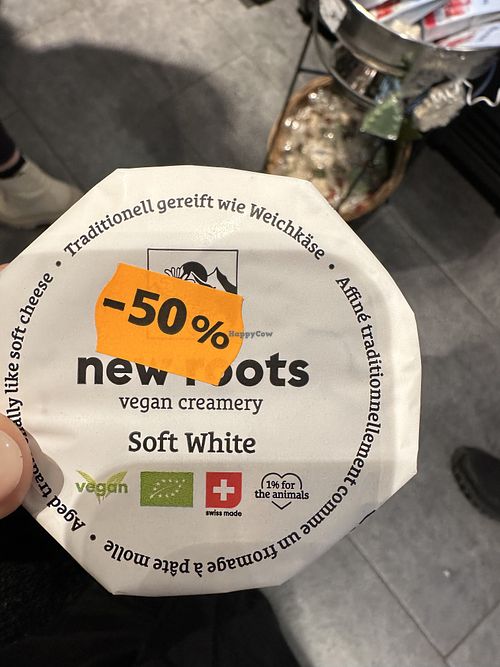 Traditionell gereift wie Weichkäse •
Affiné traditionnellement comme un fromage à pâte molle •
like soft cheese •
-50%
HappyCow
new roots
vegan creamery
Soft White
vegan
swiss made
1% for
the animals
Aged